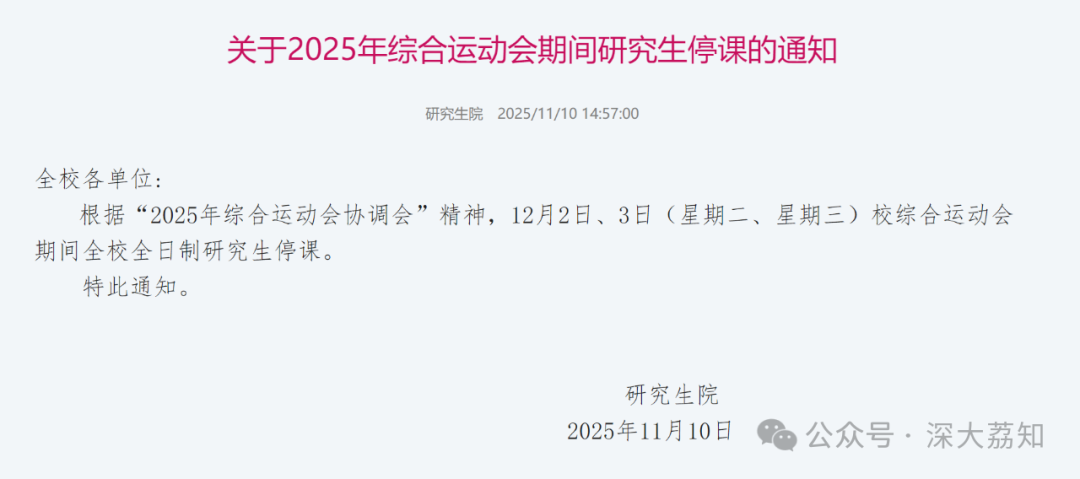 关于2025年综合运动会期间研究生停课的通知
研究生院 2025/11/10 14:57:00
全校各单位:
根据“2025年综合运动会协调会”精神，12月2日、3日（星期二、星期三）校综合运动会
期间全校全日制研究生停课。
特此通知。
研究生院
2025年11月10日
公众号 · 深大荔知